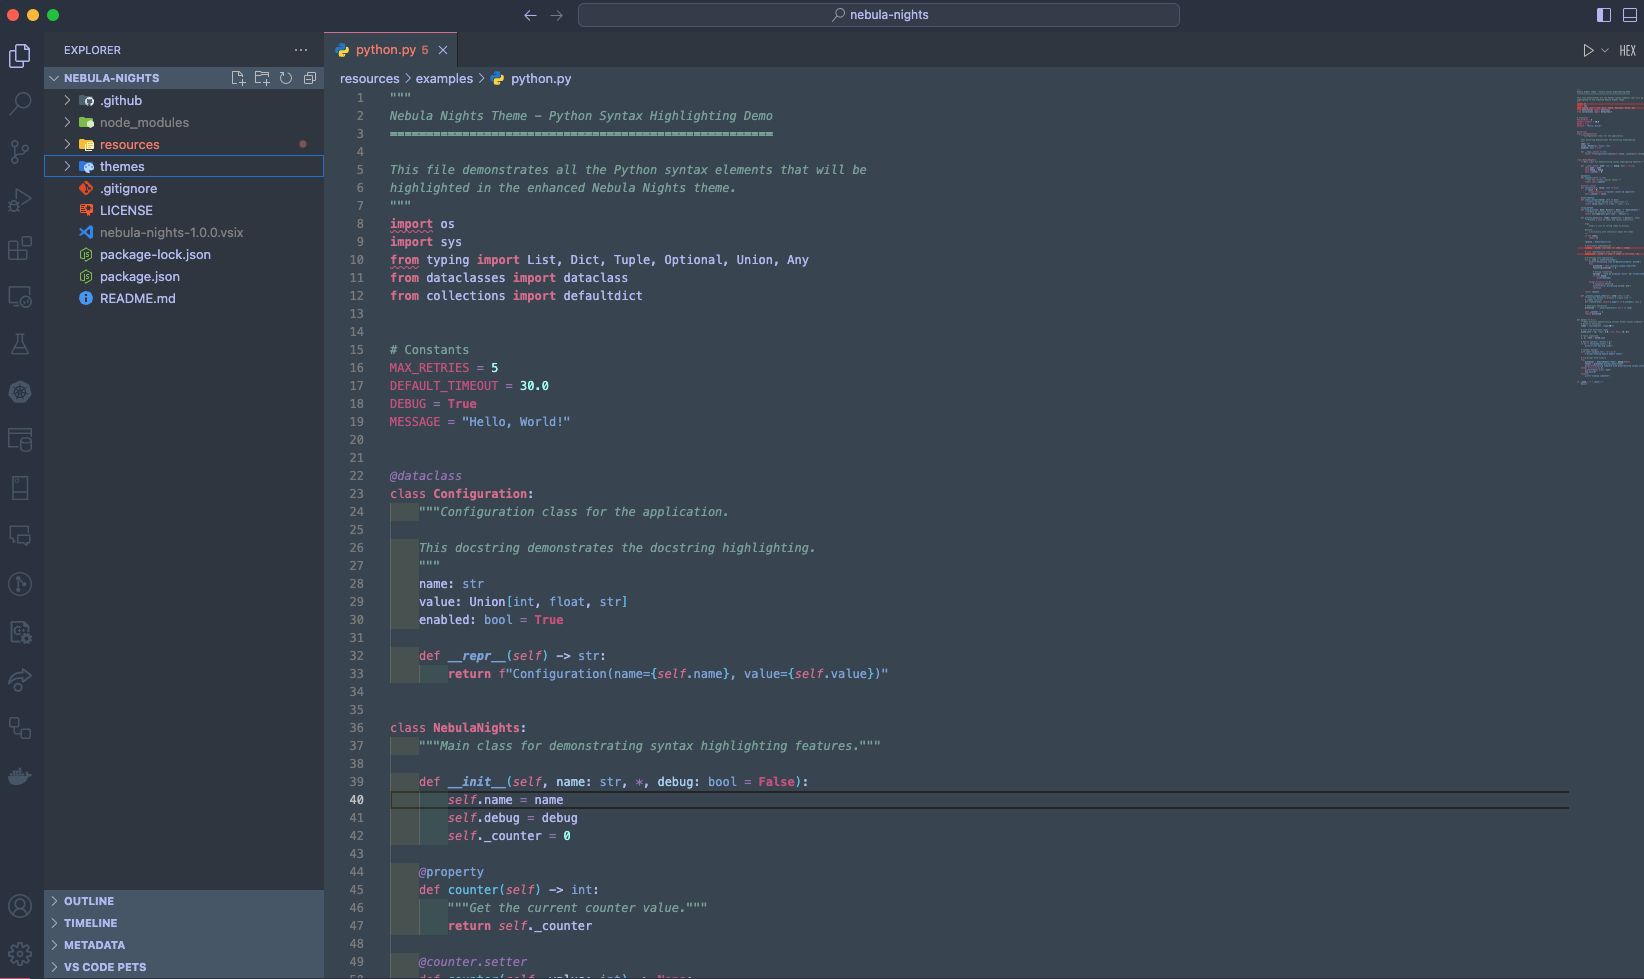 nebula-nights
EXPLORER
python.py 5
HEX
NEBULA-NIGHTS
resources > examples > python.py
.github
node_modules
resources
themes
.gitignore
LICENSE
nebula-nights-1.0.0.vsix
package-lock.json
package.json
README.md
OUTLINE
TIMELINE
METADATA
VS CODE PETS
1 """
2 Nebula Nights Theme - Python Syntax Highlighting Demo
3 =====================================================
4
5 This file demonstrates all the Python syntax elements that will be
6 highlighted in the enhanced Nebula Nights theme.
7 """
8 import os
9 import sys
10 from typing import List, Dict, Tuple, Optional, Union, Any
11 from dataclasses import dataclass
12 from collections import defaultdict
13
14
15 # Constants
16 MAX_RETRIES = 5
17 DEFAULT_TIMEOUT = 30.0
18 DEBUG = True
19 MESSAGE = "Hello, World!"
20
21
22 @dataclass
23 class Configuration:
24     """Configuration class for the application.
25
26     This docstring demonstrates the docstring highlighting.
27     """
28     name: str
29     value: Union[int, float, str]
30     enabled: bool = True
31
32     def __repr__(self) -> str:
33         return f"Configuration(name={self.name}, value={self.value})"
34
35
36 class NebulaNights:
37     """Main class for demonstrating syntax highlighting features."""
38
39     def __init__(self, name: str, *, debug: bool = False):
40         self.name = name
41         self.debug = debug
42         self._counter = 0
43
44     @property
45     def counter(self) -> int:
46         """Get the current counter value."""
47         return self._counter
48
49     @counter.setter